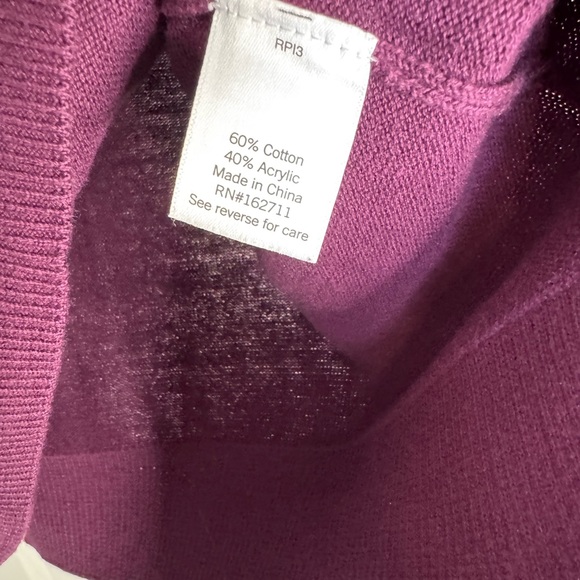 RPI3
60% Cotton
40% Acrylic
Made in China
RN#162711
See reverse for care